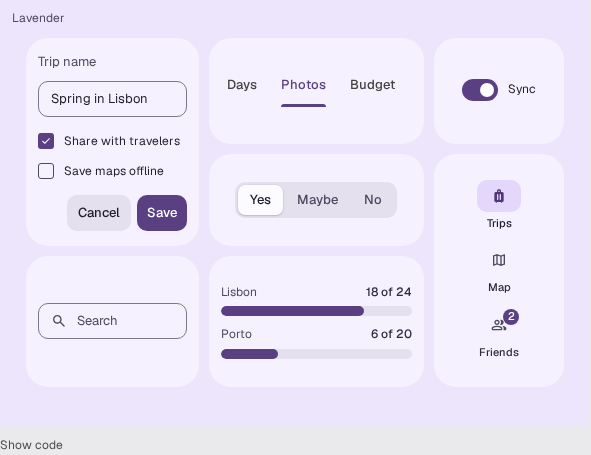 Lavender
Trip name
Spring in Lisbon
Share with travelers
Save maps offline
Cancel
Save
Search
Days
Photos
Budget
Yes
Maybe
No
Lisbon
18 of 24
Porto
6 of 20
Sync
Trips
Map
2
Friends
Show code